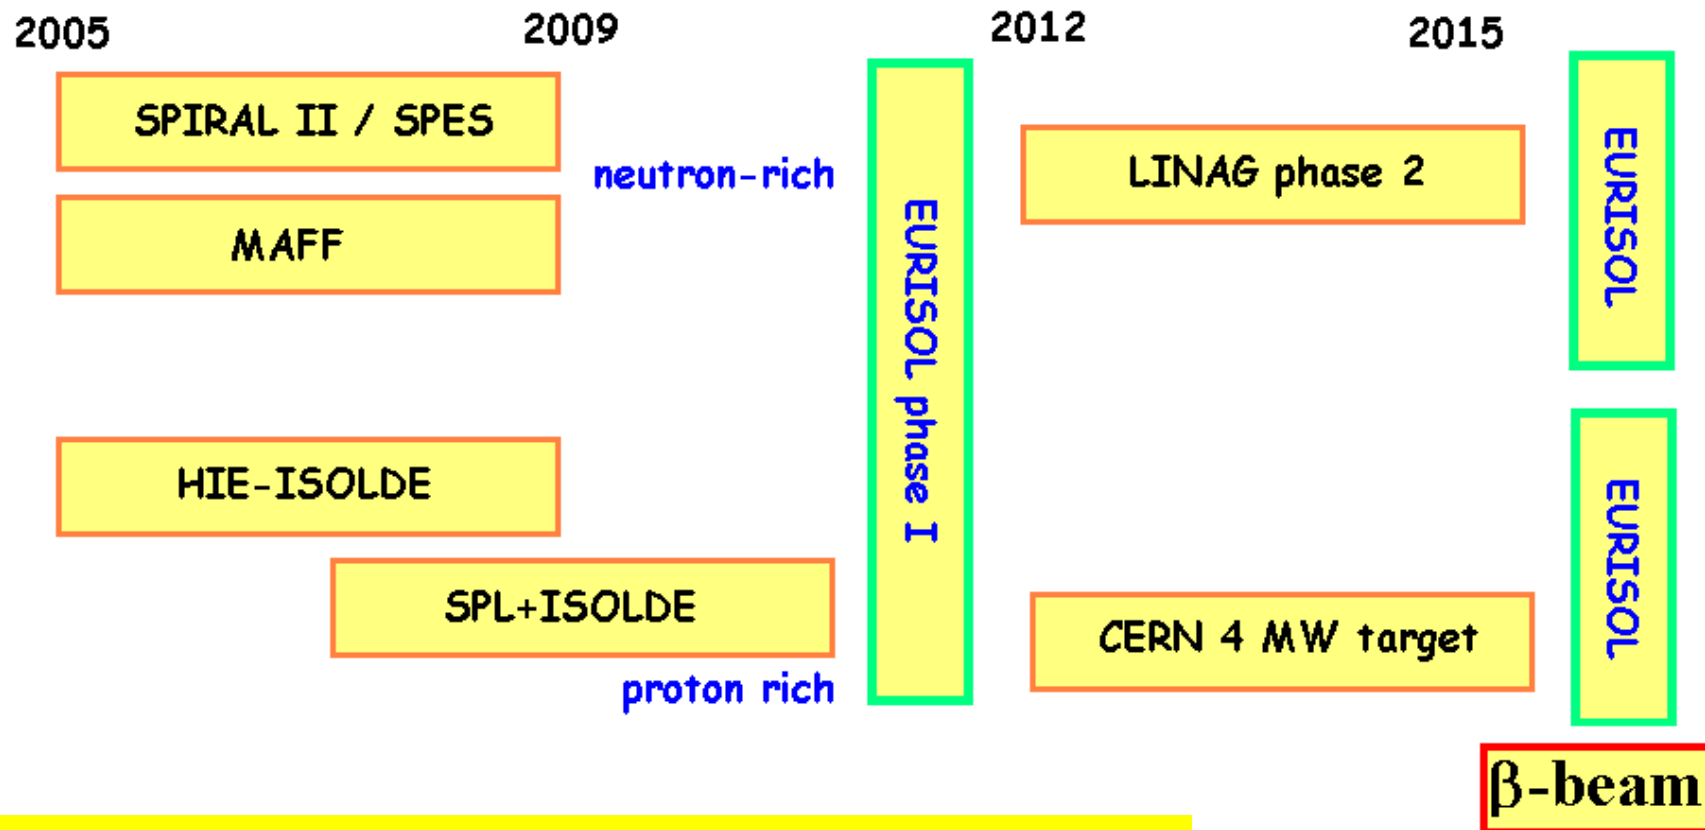 2005
2009
2012
2015
SPIRAL II / SPES
neutron-rich
MAFF
HIE-ISOLDE
SPL+ISOLDE
proton rich
EURISOL phase I
LINAG phase 2
CERN 4 MW target
EURISOL
EURISOL
β-beam